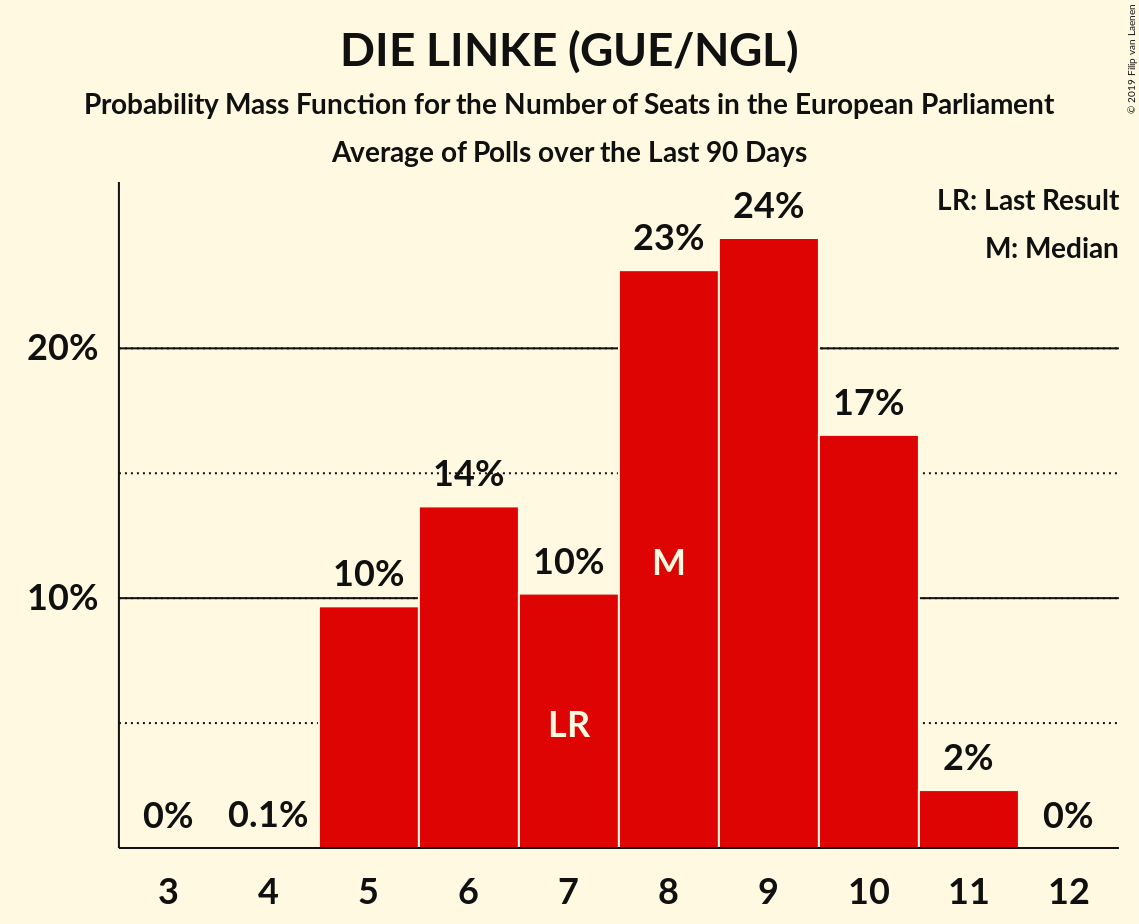 DIE LINKE (GUE/NGL)
Probability Mass Function for the Number of Seats in the European Parliament
Average of Polls over the Last 90 Days
© 2019 Filip van Laenen
LR: Last Result
M: Median
24%
23%
20%
17%
14%
10%
10%
10%
M
LR
2%
0%
0.1%
0%
3 4 5 6 7 8 9 10 11 12